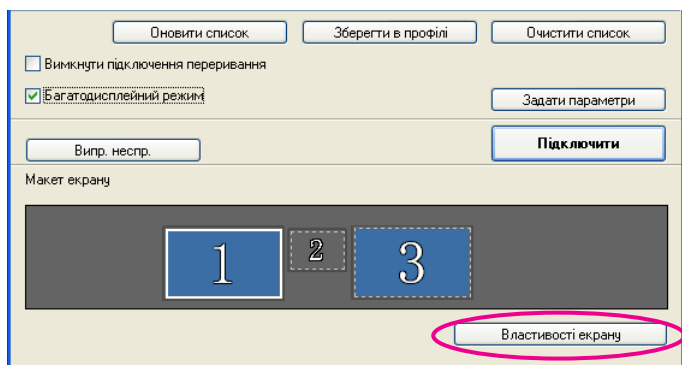 Оновити список Зберегти в профілі Очистити список
Вимкнути підключення переривання
Багатодисплейний режим
Задати параметри
Випр. неспр. Підключити
Макет екрану
1 2 3
Властивості екрану